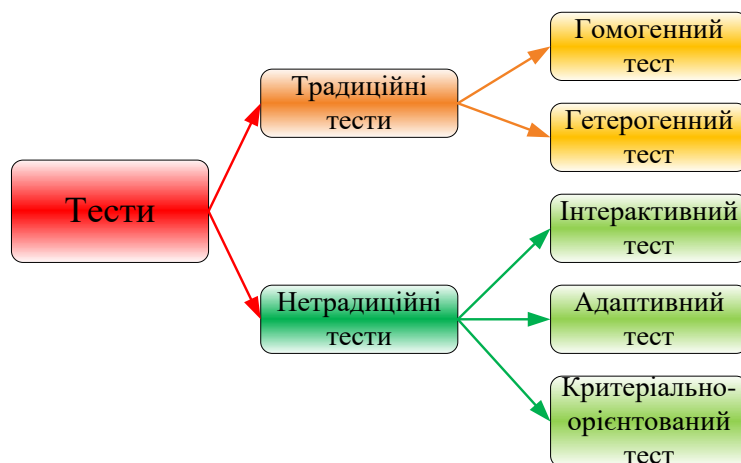 Тести
Традиційні
тести
Гомогенний
тест
Гетерогенний
тест
Нетрадиційні
тести
Інтерактивний
тест
Адаптивний
тест
Критеріально-
орієнтований
тест